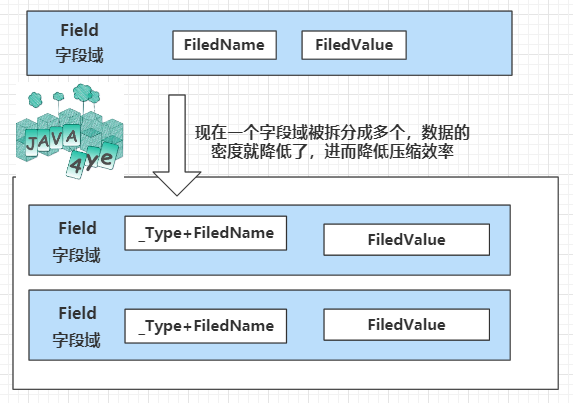 Field
字段域
FiledName
FiledValue
JAVA
4ye
现在一个字段域被拆分成多个，数据的
密度就降低了，进而降低压缩效率
Field
字段域
_Type+FiledName
FiledValue
Field
字段域
_Type+FiledName
FiledValue